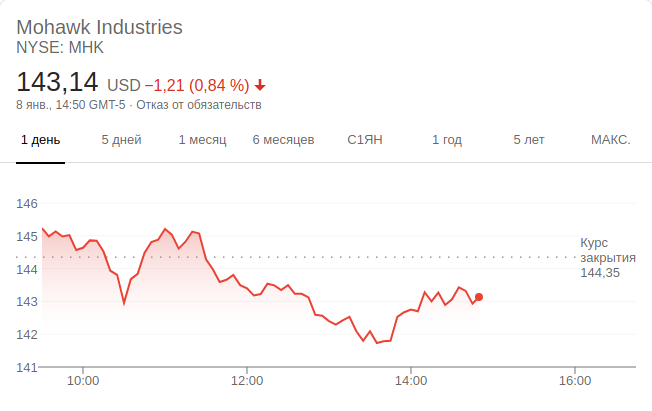 Mohawk Industries
NYSE: MHK
143,14 USD −1,21 (0,84 %)
8 янв., 14:50 GMT-5 · Отказ от обязательств
1 день 5 дней 1 месяц 6 месяцев С1ЯН 1 год 5 лет МАКС.
146
145
Курс
закрытия
144,35
144
143
142
141
10:00 12:00 14:00 16:00